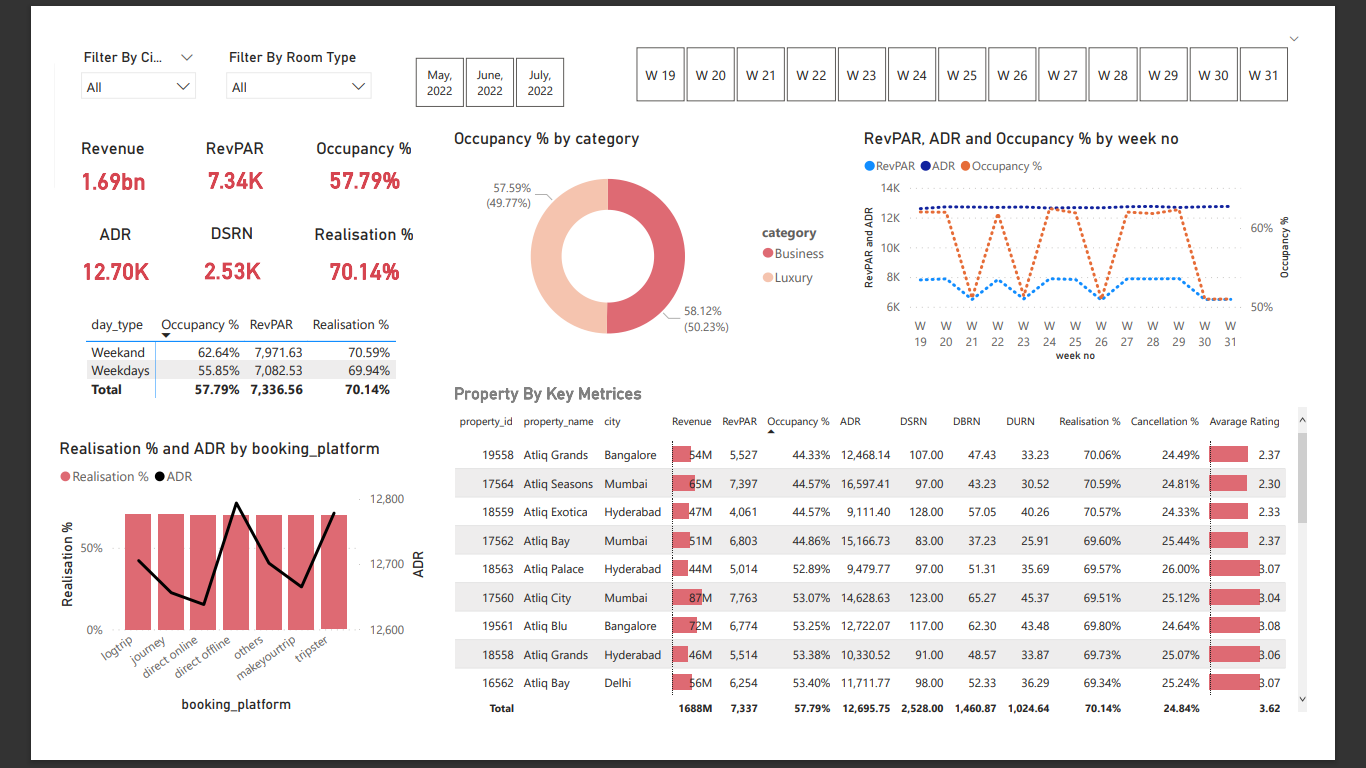 Filter By Ci...
All
Filter By Room Type
All
May, 2022
June, 2022
July, 2022
W 19 W 20 W 21 W 22 W 23 W 24 W 25 W 26 W 27 W 28 W 29 W 30 W 31
Revenue RevPAR Occupancy %
1.69bn 7.34K 57.79%
ADR DSRN Realisation %
12.70K 2.53K 70.14%
day_type Occupancy % RevPAR Realisation %
Weekand 62.64% 7,971.63 70.59%
Weekdays 55.85% 7,082.53 69.94%
Total 57.79% 7,336.56 70.14%
Occupancy % by category
57.59%
(49.77%)
category
Business
Luxury
58.12%
(50.23%)
RevPAR, ADR and Occupancy % by week no
RevPAR ADR Occupancy %
14K
12K
10K
8K
6K
RevPAR and ADR
60%
50%
Occupancy %
W 19 W 20 W 21 W 22 W 23 W 24 W 25 W 26 W 27 W 28 W 29 W 30 W 31
week no
Realisation % and ADR by booking_platform
Realisation % ADR
50%
0%
Realisation %
12,800
12,700
12,600
ADR
logtrip journey direct online direct offline others makeyourtrip tripster
booking_platform
Property By Key Metrices
property_id property_name city Revenue RevPAR Occupancy % ADR DSRN DBRN DURN Realisation % Cancellation % Avarage Rating
19558 Atliq Grands Bangalore 54M 5,527 44.33% 12,468.14 107.00 47.43 33.23 70.06% 24.49% 2.37
17564 Atliq Seasons Mumbai 65M 7,397 44.57% 16,597.41 97.00 43.23 30.52 70.59% 24.81% 2.30
18559 Atliq Exotica Hyderabad 47M 4,061 44.57% 9,111.40 128.00 57.05 40.26 70.57% 24.33% 2.33
17562 Atliq Bay Mumbai 51M 6,803 44.86% 15,166.73 83.00 37.23 25.91 69.60% 25.44% 2.37
18563 Atliq Palace Hyderabad 44M 5,014 52.89% 9,479.77 97.00 51.31 35.69 69.57% 26.00% 3.07
17560 Atliq City Mumbai 87M 7,763 53.07% 14,628.63 123.00 65.27 45.37 69.51% 25.12% 3.04
19561 Atliq Blu Bangalore 72M 6,774 53.25% 12,722.07 117.00 62.30 43.48 69.80% 24.64% 3.08
18558 Atliq Grands Hyderabad 46M 5,514 53.38% 10,330.52 91.00 48.57 33.87 69.73% 25.07% 3.06
16562 Atliq Bay Delhi 56M 6,254 53.40% 11,711.77 98.00 52.33 36.29 69.34% 25.24% 3.07
Total 1688M 7,337 57.79% 12,695.75 2,528.00 1,460.87 1,024.64 70.14% 24.84% 3.62